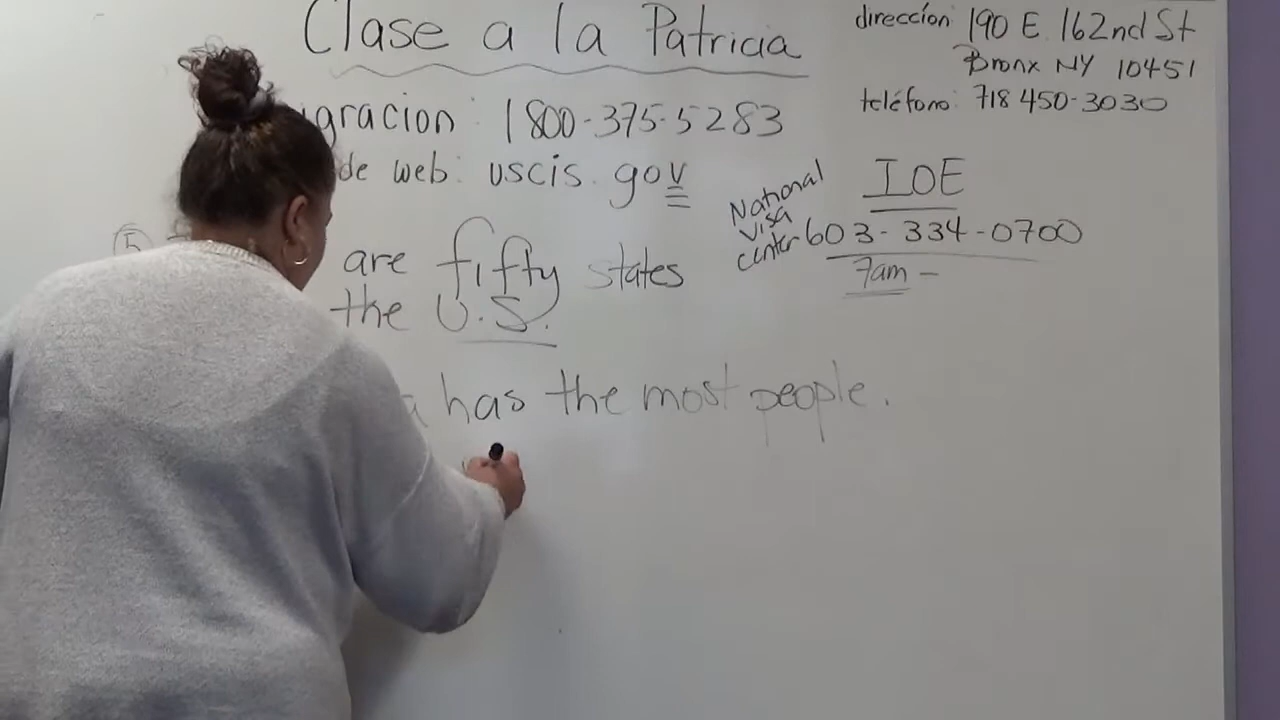 Clase a la Patricia
dirección: 190 E 162nd St
Bronx NY 10451
teléfono: 718 450-3030
gracion: 1800-375-5283
de web: uscis.gov
IOE
National
Visa
Center 603-334-0700
7am -
5
are fifty states
the U.S.
a has the most people.